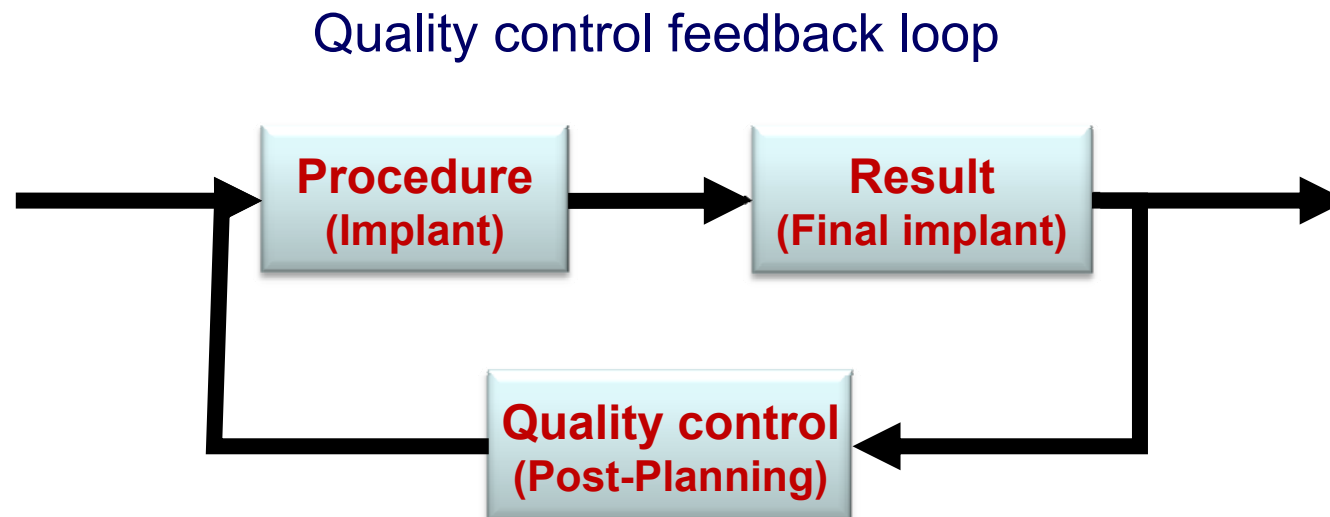 Quality control feedback loop
Procedure
(Implant)
Result
(Final implant)
Quality control
(Post-Planning)